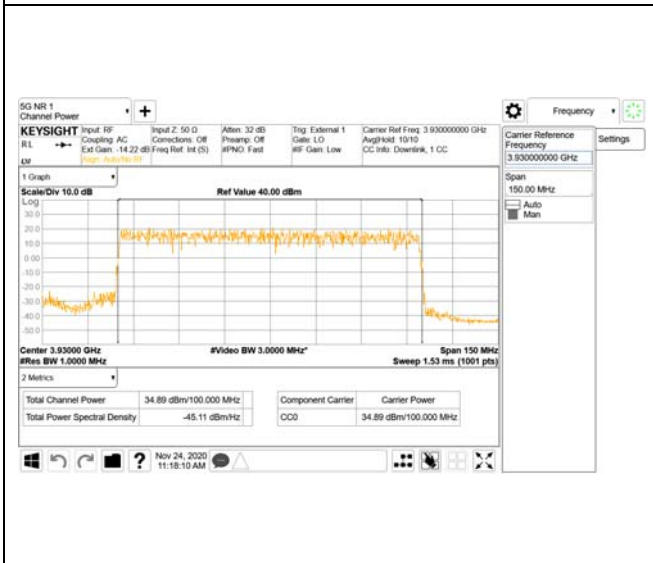 5G NR 1
Channel Power
Frequency
KEYSIGHT
RL
Input: RF
Coupling: AC
Ext Gain: -14.22 dB
Align: Auto/No RF
Input Z: 50 Ω
Corrections: Off
Freq Ref: Int (S)
Atten: 32 dB
Preamp: Off
#PNO: Fast
Trig: External 1
Gate: LO
#IF Gain: Low
Carrier Ref Freq: 3.930000000 GHz
Avg|Hold: 10/10
CC Info: Downlink, 1 CC
Carrier Reference
Frequency
3.930000000 GHz
Settings
Span
150.00 MHz
Auto
Man
1 Graph
Scale/Div 10.0 dB
Ref Value 40.00 dBm
Log
30.0
20.0
10.0
0.00
-10.0
-20.0
-30.0
-40.0
-50.0
Center 3.93000 GHz
#Video BW 3.0000 MHz*
Span 150 MHz
#Res BW 1.0000 MHz
Sweep 1.53 ms (1001 pts)
2 Metrics
Total Channel Power 34.89 dBm/100.000 MHz
Total Power Spectral Density -45.11 dBm/Hz
Component Carrier Carrier Power
CC0 34.89 dBm/100.000 MHz
Nov 24, 2020
11:18:10 AM